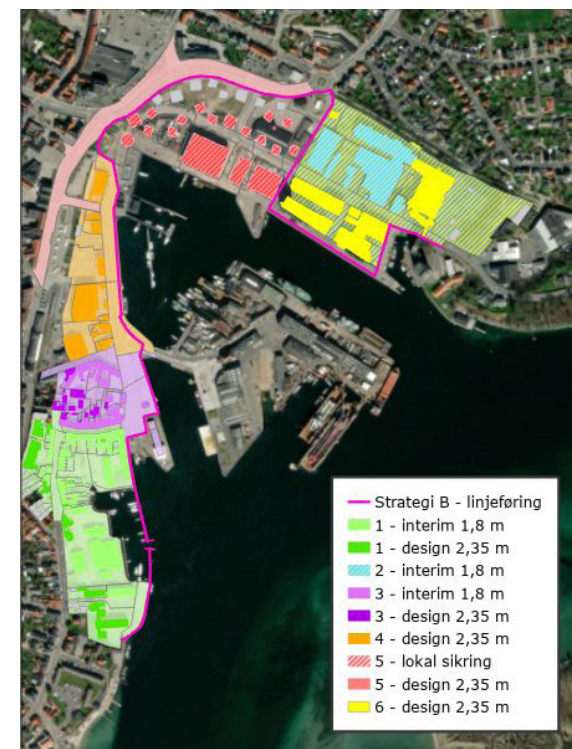 Strategi B - linjeføring
1 - interim 1,8 m
1 - design 2,35 m
2 - interim 1,8 m
3 - interim 1,8 m
3 - design 2,35 m
4 - design 2,35 m
5 - lokal sikring
5 - design 2,35 m
6 - design 2,35 m